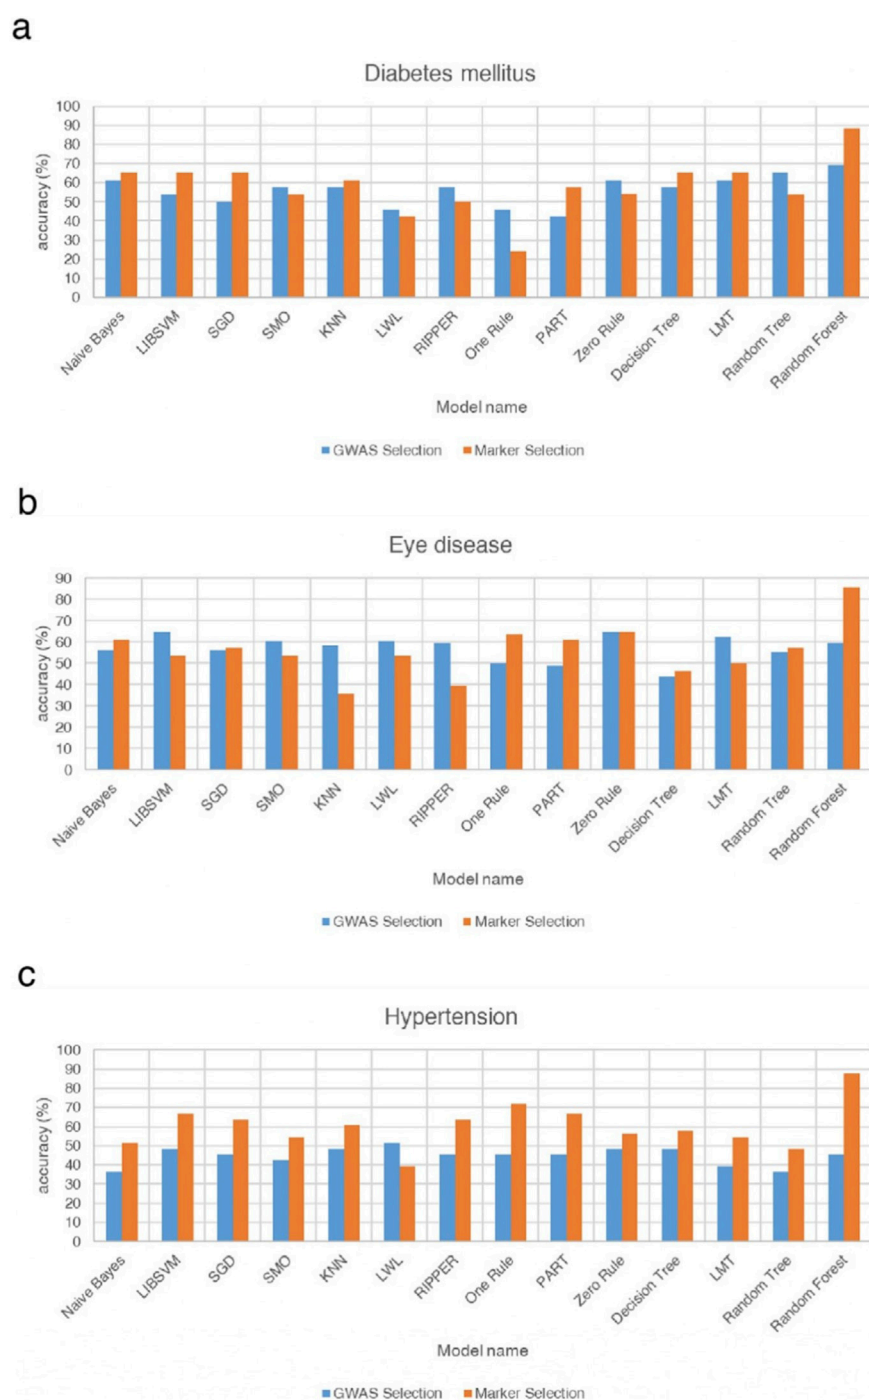 a
Diabetes mellitus
100
90
80
70
60
50
40
30
20
10
0
accuracy (%)
Naive Bayes
LIBSVM
SGD
SMO
KNN
LWL
RIPPER
One Rule
PART
Zero Rule
Decision Tree
LMT
Random Tree
Random Forest
Model name
GWAS Selection Marker Selection
b
Eye disease
90
80
70
60
50
40
30
20
10
0
accuracy (%)
Naive Bayes
LIBSVM
SGD
SMO
KNN
LWL
RIPPER
One Rule
PART
Zero Rule
Decision Tree
LMT
Random Tree
Random Forest
Model name
GWAS Selection Marker Selection
c
Hypertension
100
90
80
70
60
50
40
30
20
10
0
accuracy (%)
Naive Bayes
LIBSVM
SGD
SMO
KNN
LWL
RIPPER
One Rule
PART
Zero Rule
Decision Tree
LMT
Random Tree
Random Forest
Model name
GWAS Selection Marker Selection